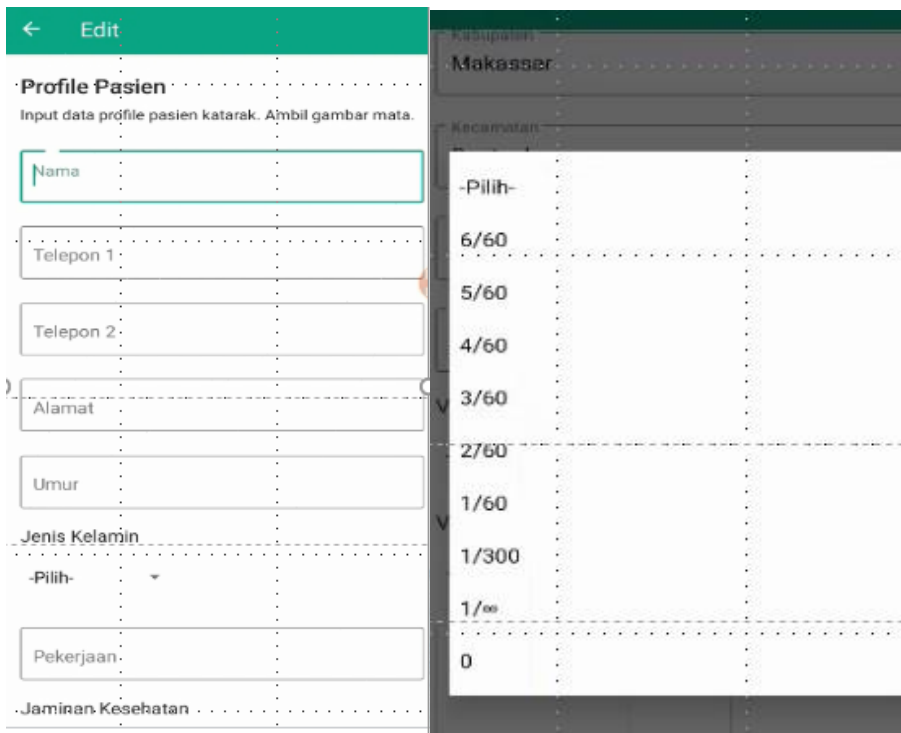 Edit
Profile Pasien
Input data profile pasien katarak. Ambil gambar mata.
Nama
Telepon 1
Telepon 2
Alamat
Umur
Jenis Kelamin
-Pilih-
Pekerjaan
Jaminan Kesehatan
Kabupaten
Makassar
Kecamatan
-Pilih-
6/60
5/60
4/60
3/60
2/60
1/60
1/300
1/∞
0